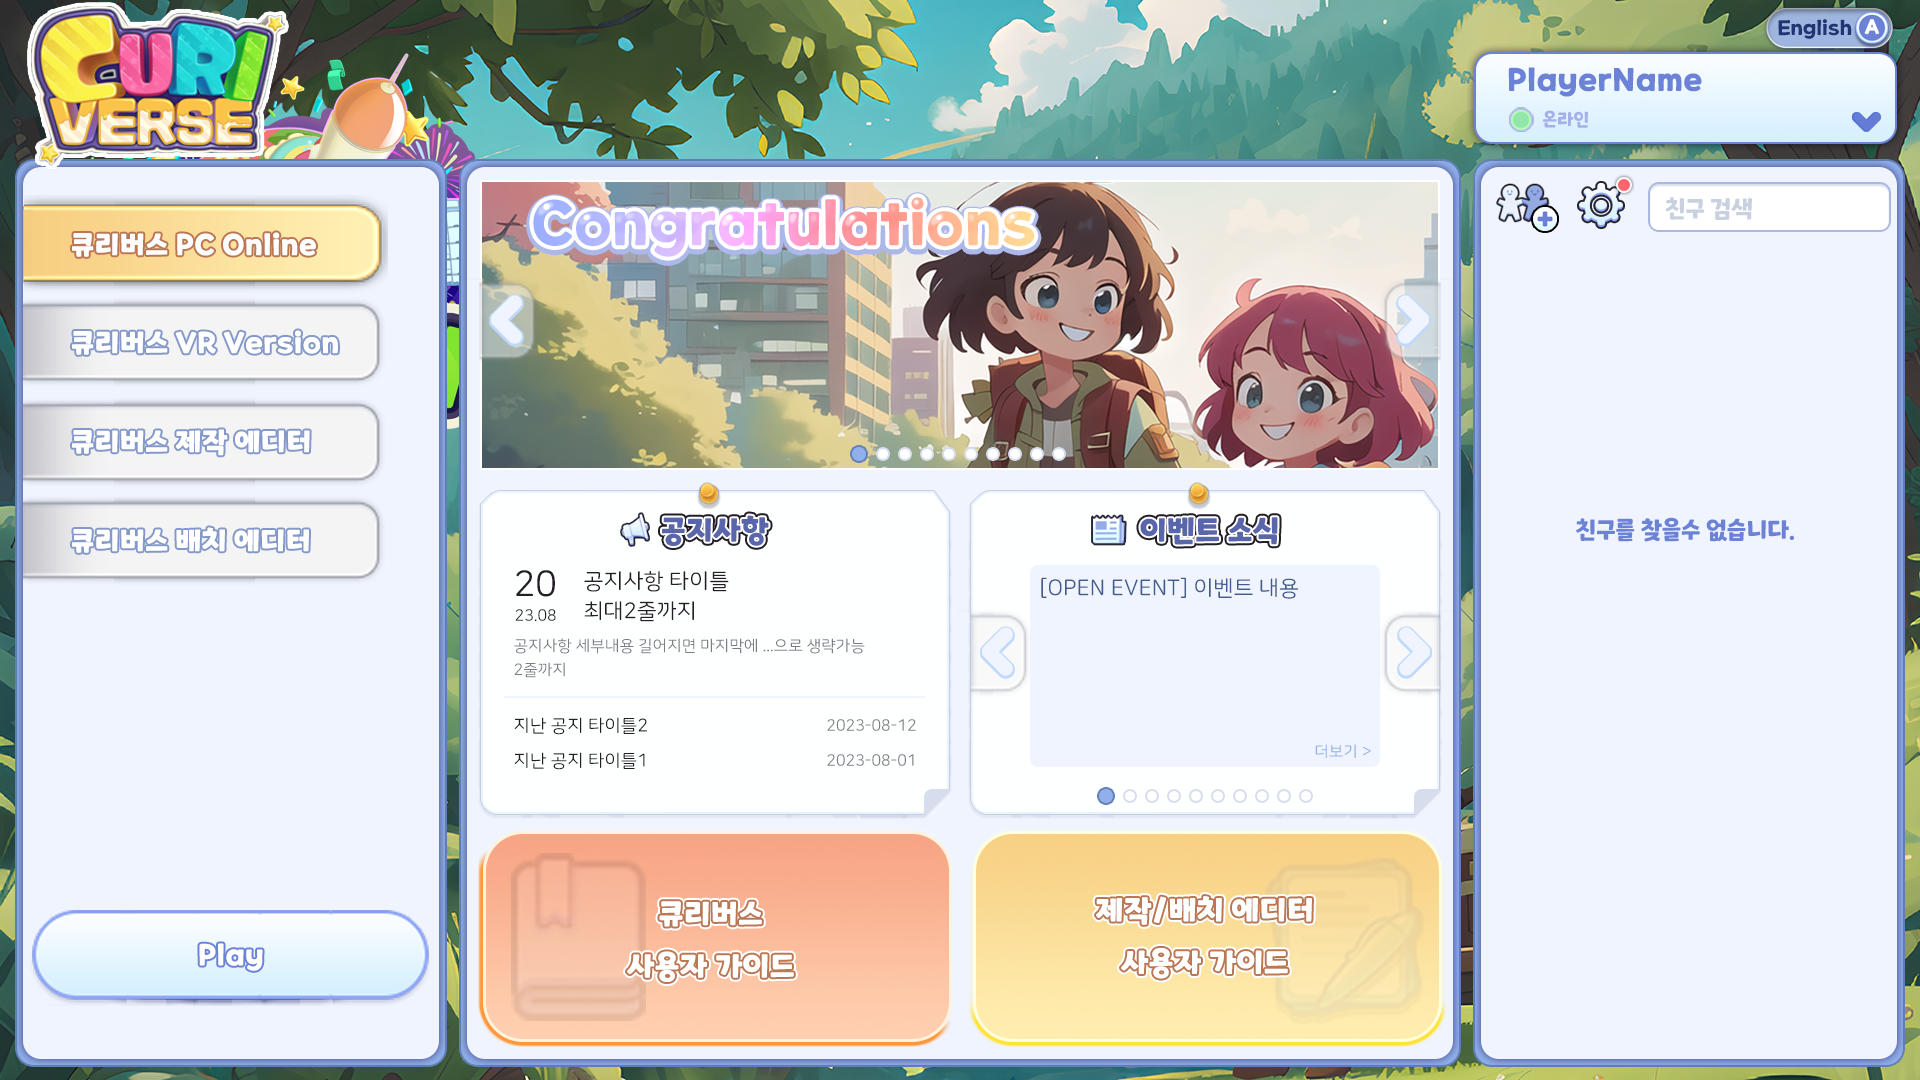 CURI
VERSE
English A
PlayerName
온라인
큐리버스 PC Online
큐리버스 VR Version
큐리버스 제작 에디터
큐리버스 배치 에디터
Play
Congratulations
공지사항
20
23.08
공지사항 타이틀
최대2줄까지
공지사항 세부내용 길어지면 마지막에 ...으로 생략가능
2줄까지
지난 공지 타이틀2 2023-08-12
지난 공지 타이틀1 2023-08-01
이벤트 소식
[OPEN EVENT] 이벤트 내용
더보기 >
큐리버스
사용자 가이드
제작/배치 에디터
사용자 가이드
친구 검색
친구를 찾을수 없습니다.